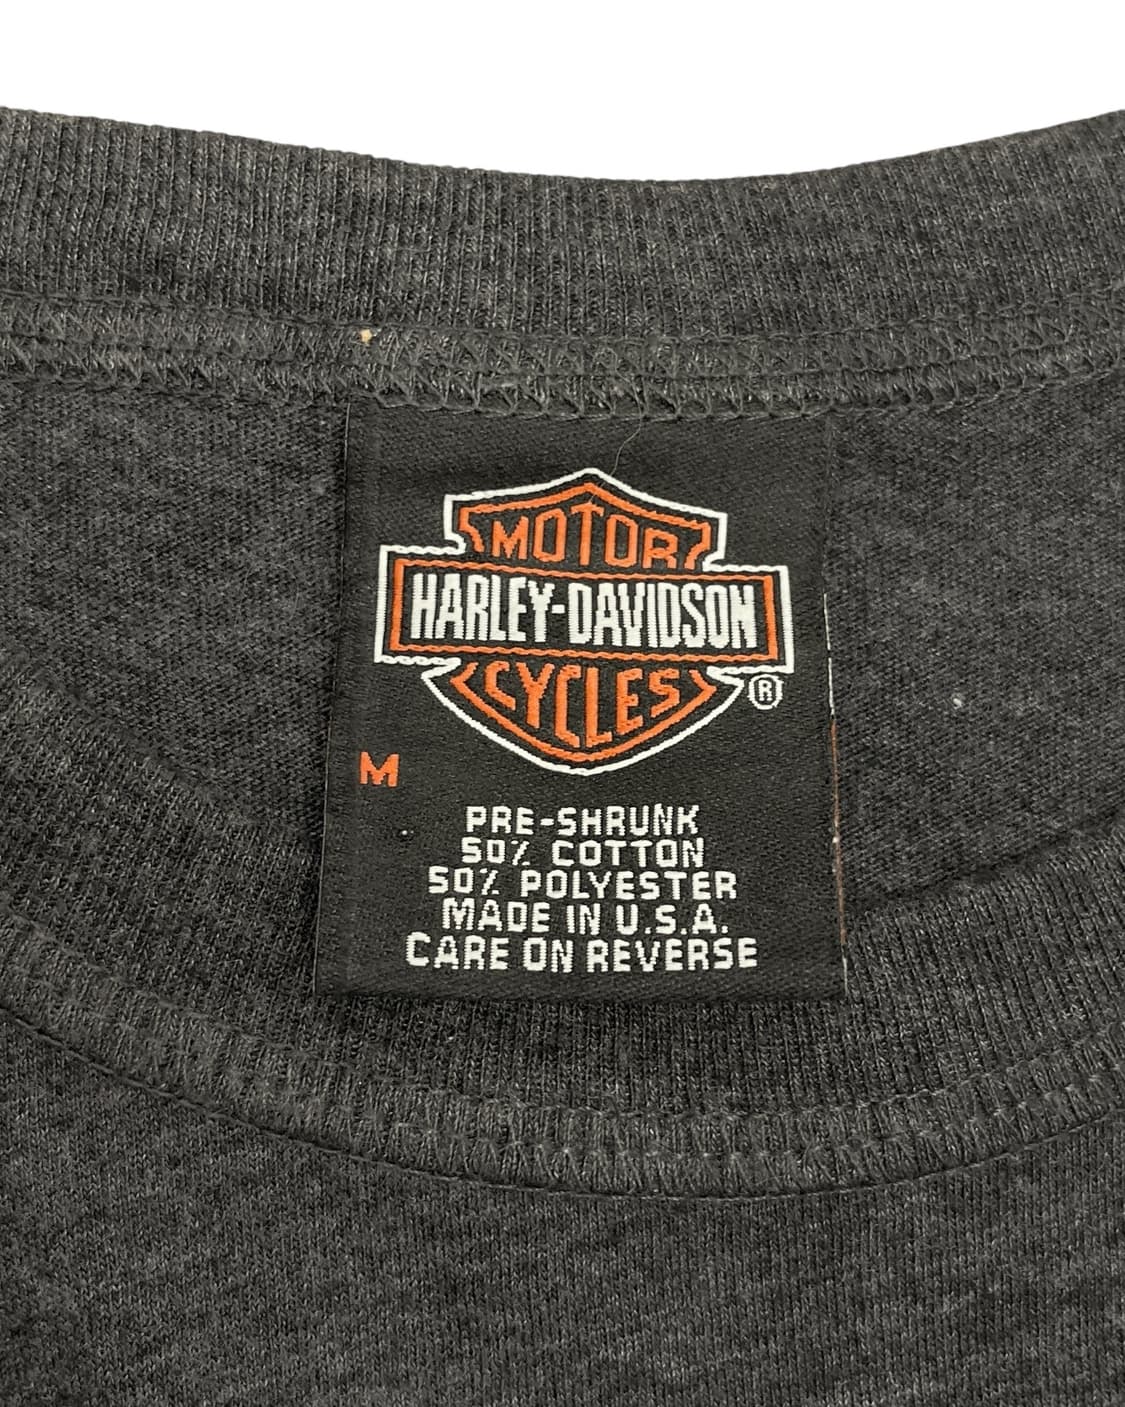 MOTOR
HARLEY-DAVIDSON
CYCLES
®
M
PRE-SHRUNK
50% COTTON
50% POLYESTER
MADE IN U.S.A.
CARE ON REVERSE